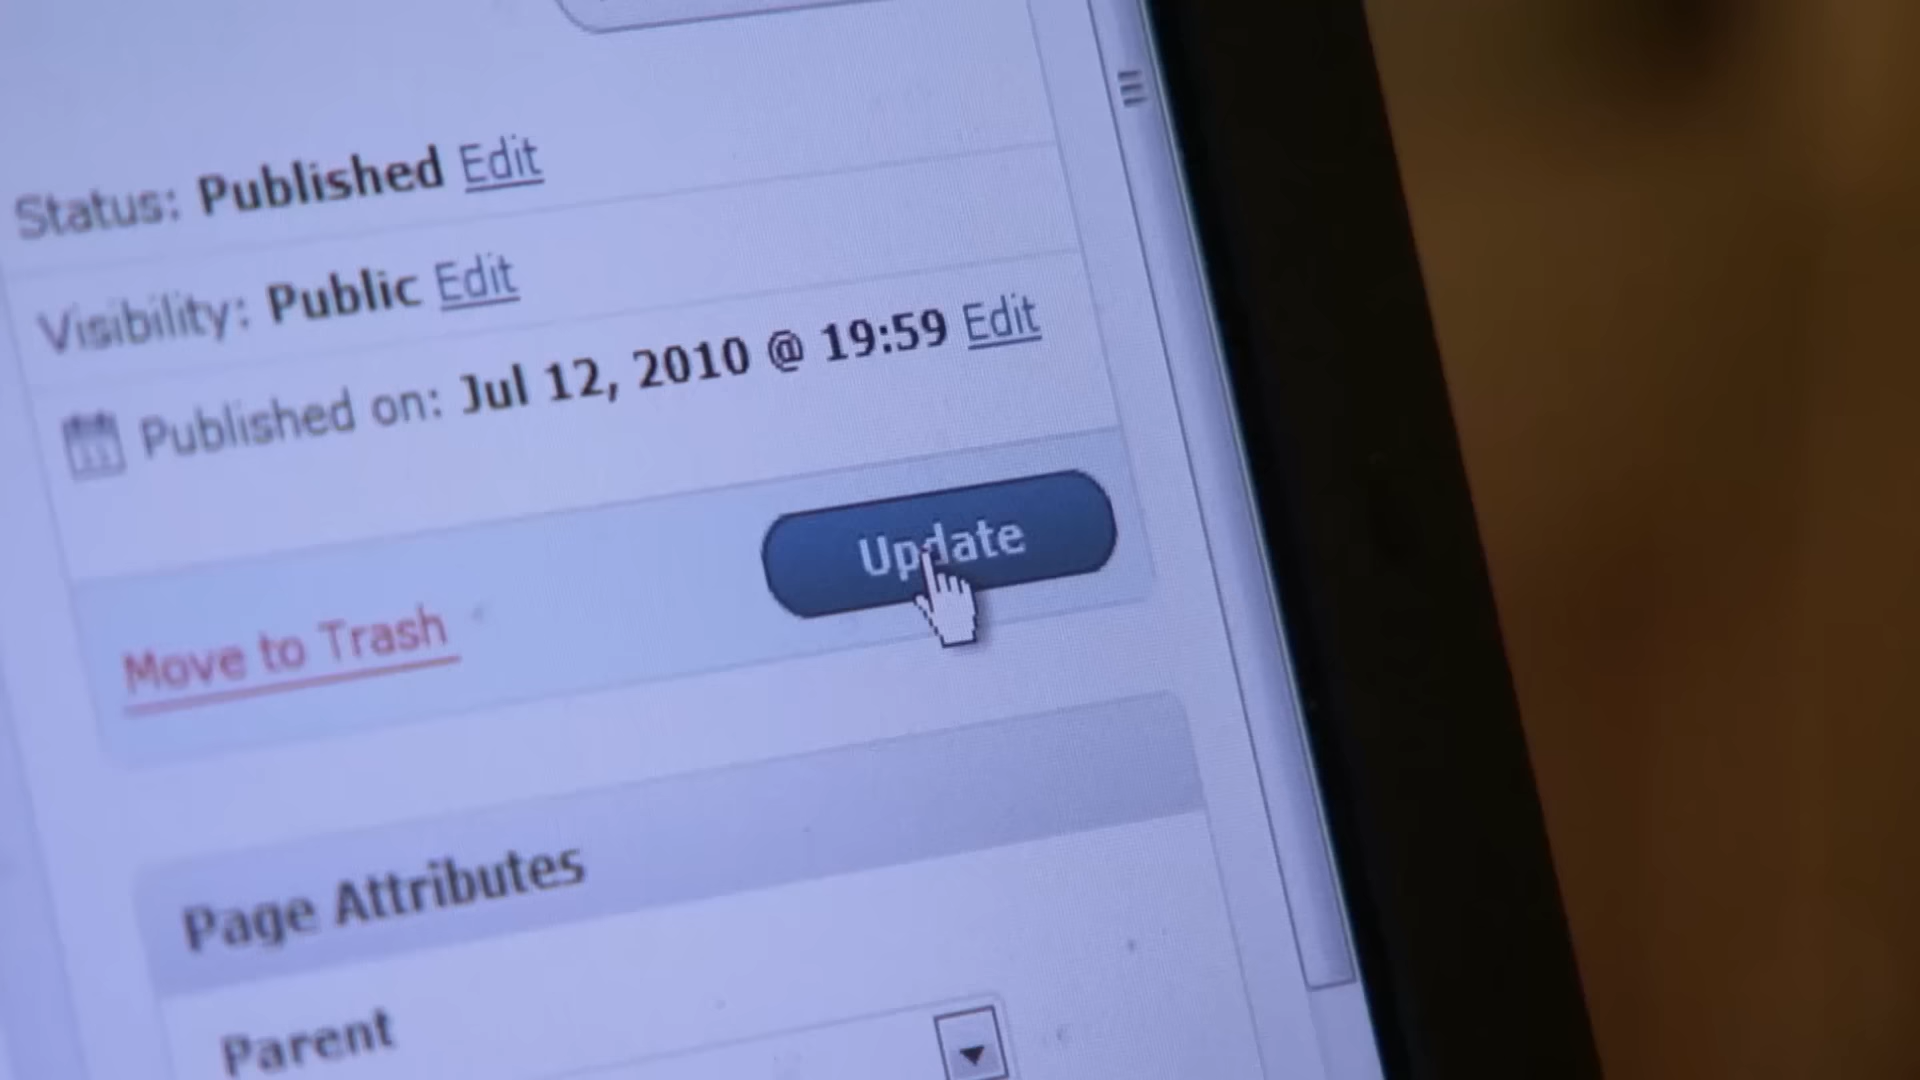 Status: Published Edit
Visibility: Public Edit
Published on: Jul 12, 2010 @ 19:59 Edit
Move to Trash
Update
Page Attributes
Parent